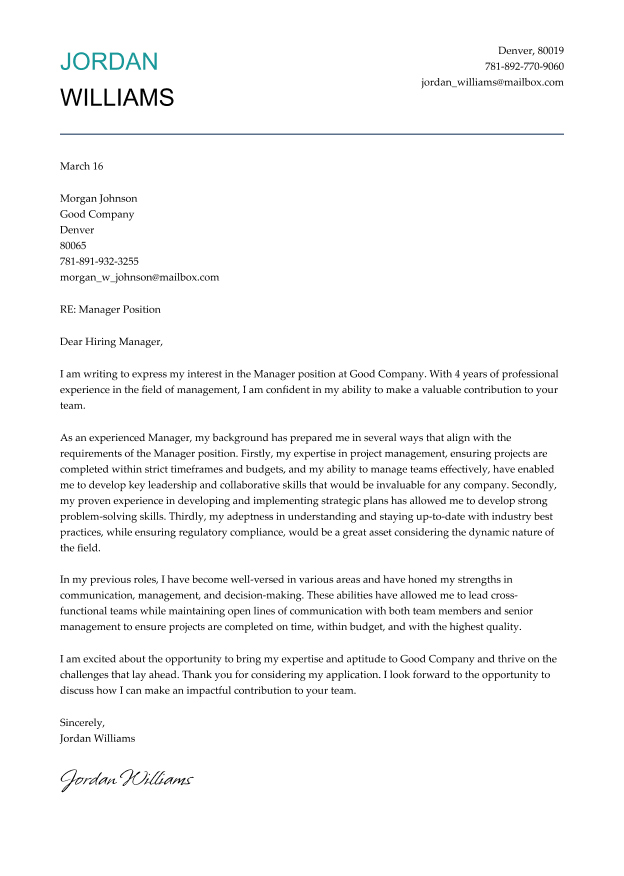 JORDAN
WILLIAMS
Denver, 80019
781-892-770-9060
jordan_williams@mailbox.com
March 16
Morgan Johnson
Good Company
Denver
80065
781-891-932-3255
morgan_w_johnson@mailbox.com
RE: Manager Position
Dear Hiring Manager,
I am writing to express my interest in the Manager position at Good Company. With 4 years of professional
experience in the field of management, I am confident in my ability to make a valuable contribution to your
team.
As an experienced Manager, my background has prepared me in several ways that align with the
requirements of the Manager position. Firstly, my expertise in project management, ensuring projects are
completed within strict timeframes and budgets, and my ability to manage teams effectively, have enabled
me to develop key leadership and collaborative skills that would be invaluable for any company. Secondly,
my proven experience in developing and implementing strategic plans has allowed me to develop strong
problem-solving skills. Thirdly, my adeptness in understanding and staying up-to-date with industry best
practices, while ensuring regulatory compliance, would be a great asset considering the dynamic nature of
the field.
In my previous roles, I have become well-versed in various areas and have honed my strengths in
communication, management, and decision-making. These abilities have allowed me to lead cross-
functional teams while maintaining open lines of communication with both team members and senior
management to ensure projects are completed on time, within budget, and with the highest quality.
I am excited about the opportunity to bring my expertise and aptitude to Good Company and thrive on the
challenges that lay ahead. Thank you for considering my application. I look forward to the opportunity to
discuss how I can make an impactful contribution to your team.
Sincerely,
Jordan Williams
Jordan Williams